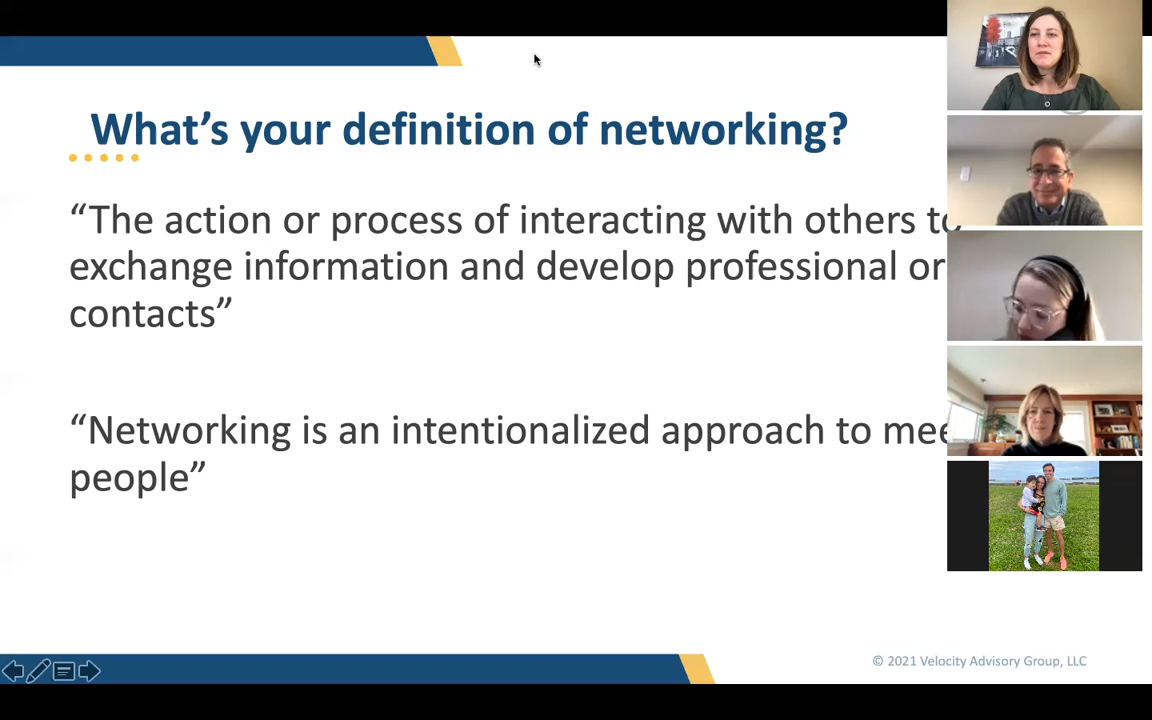 What’s your definition of networking?
“The action or process of interacting with others to
exchange information and develop professional or
contacts”
“Networking is an intentionalized approach to
people”
© 2021 Velocity Advisory Group, LLC